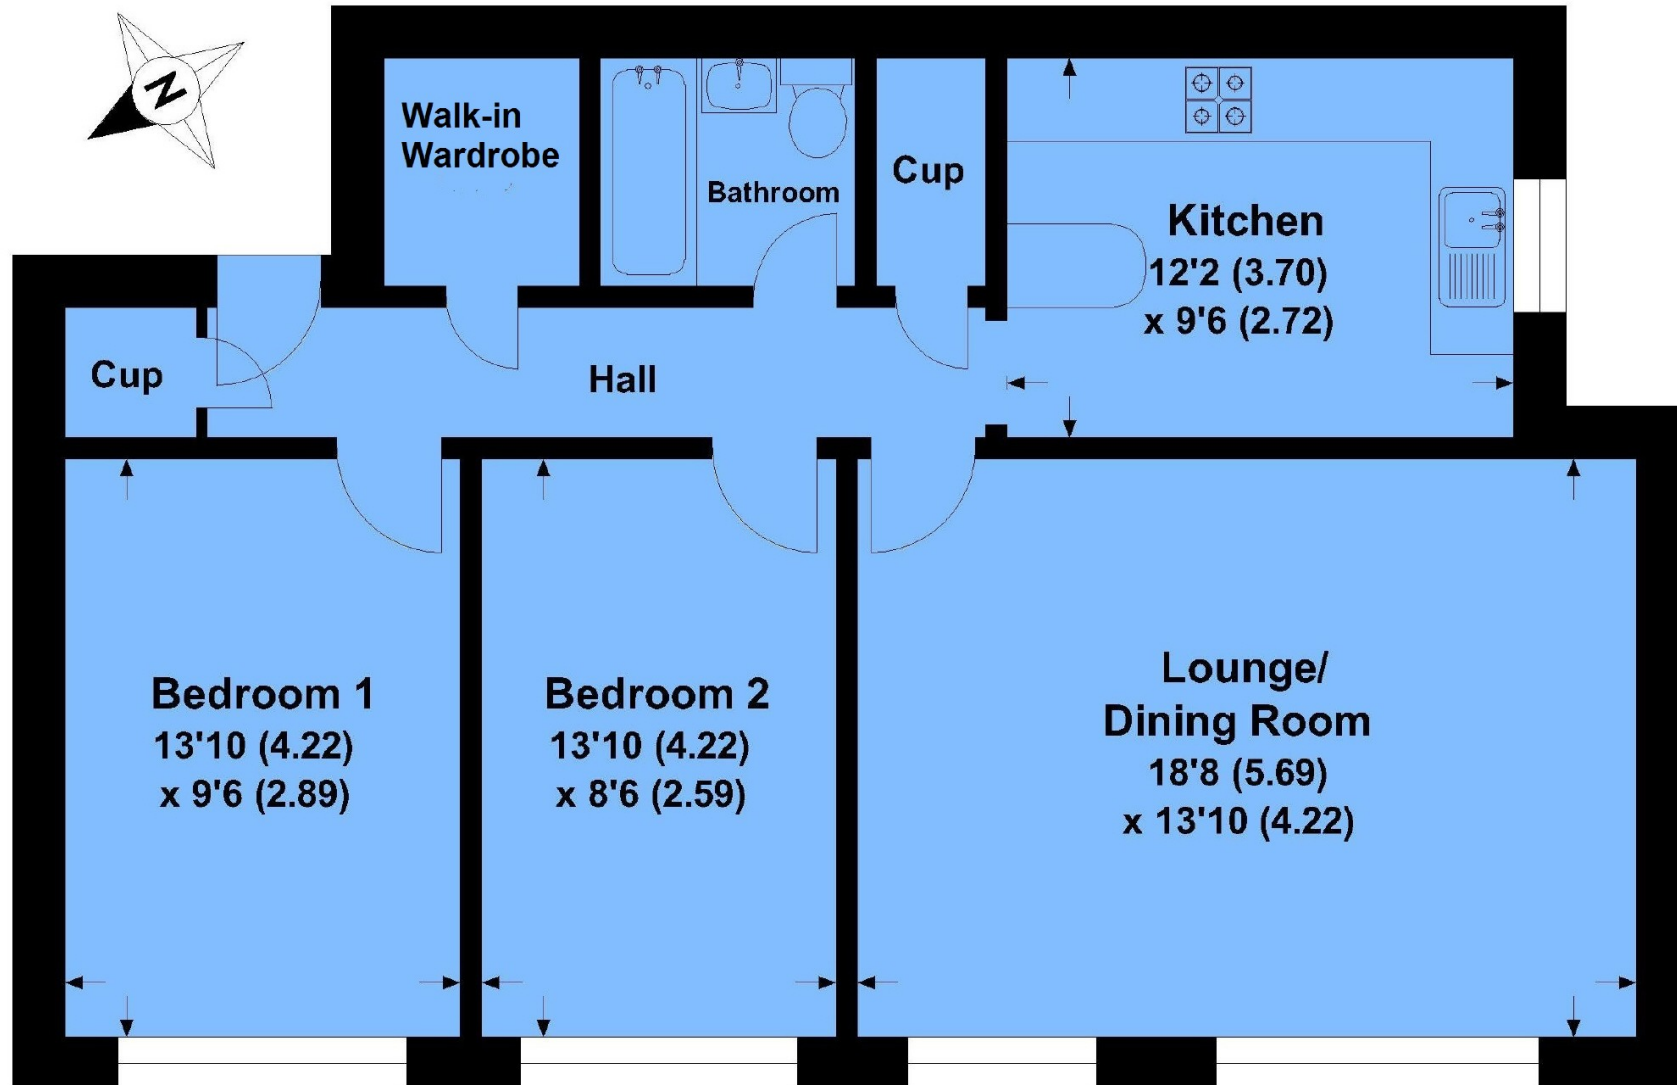 N
Walk-in
Wardrobe
Bathroom
Cup
Kitchen
12'2 (3.70)
x 9'6 (2.72)
Cup
Hall
Bedroom 1
13'10 (4.22)
x 9'6 (2.89)
Bedroom 2
13'10 (4.22)
x 8'6 (2.59)
Lounge/
Dining Room
18'8 (5.69)
x 13'10 (4.22)